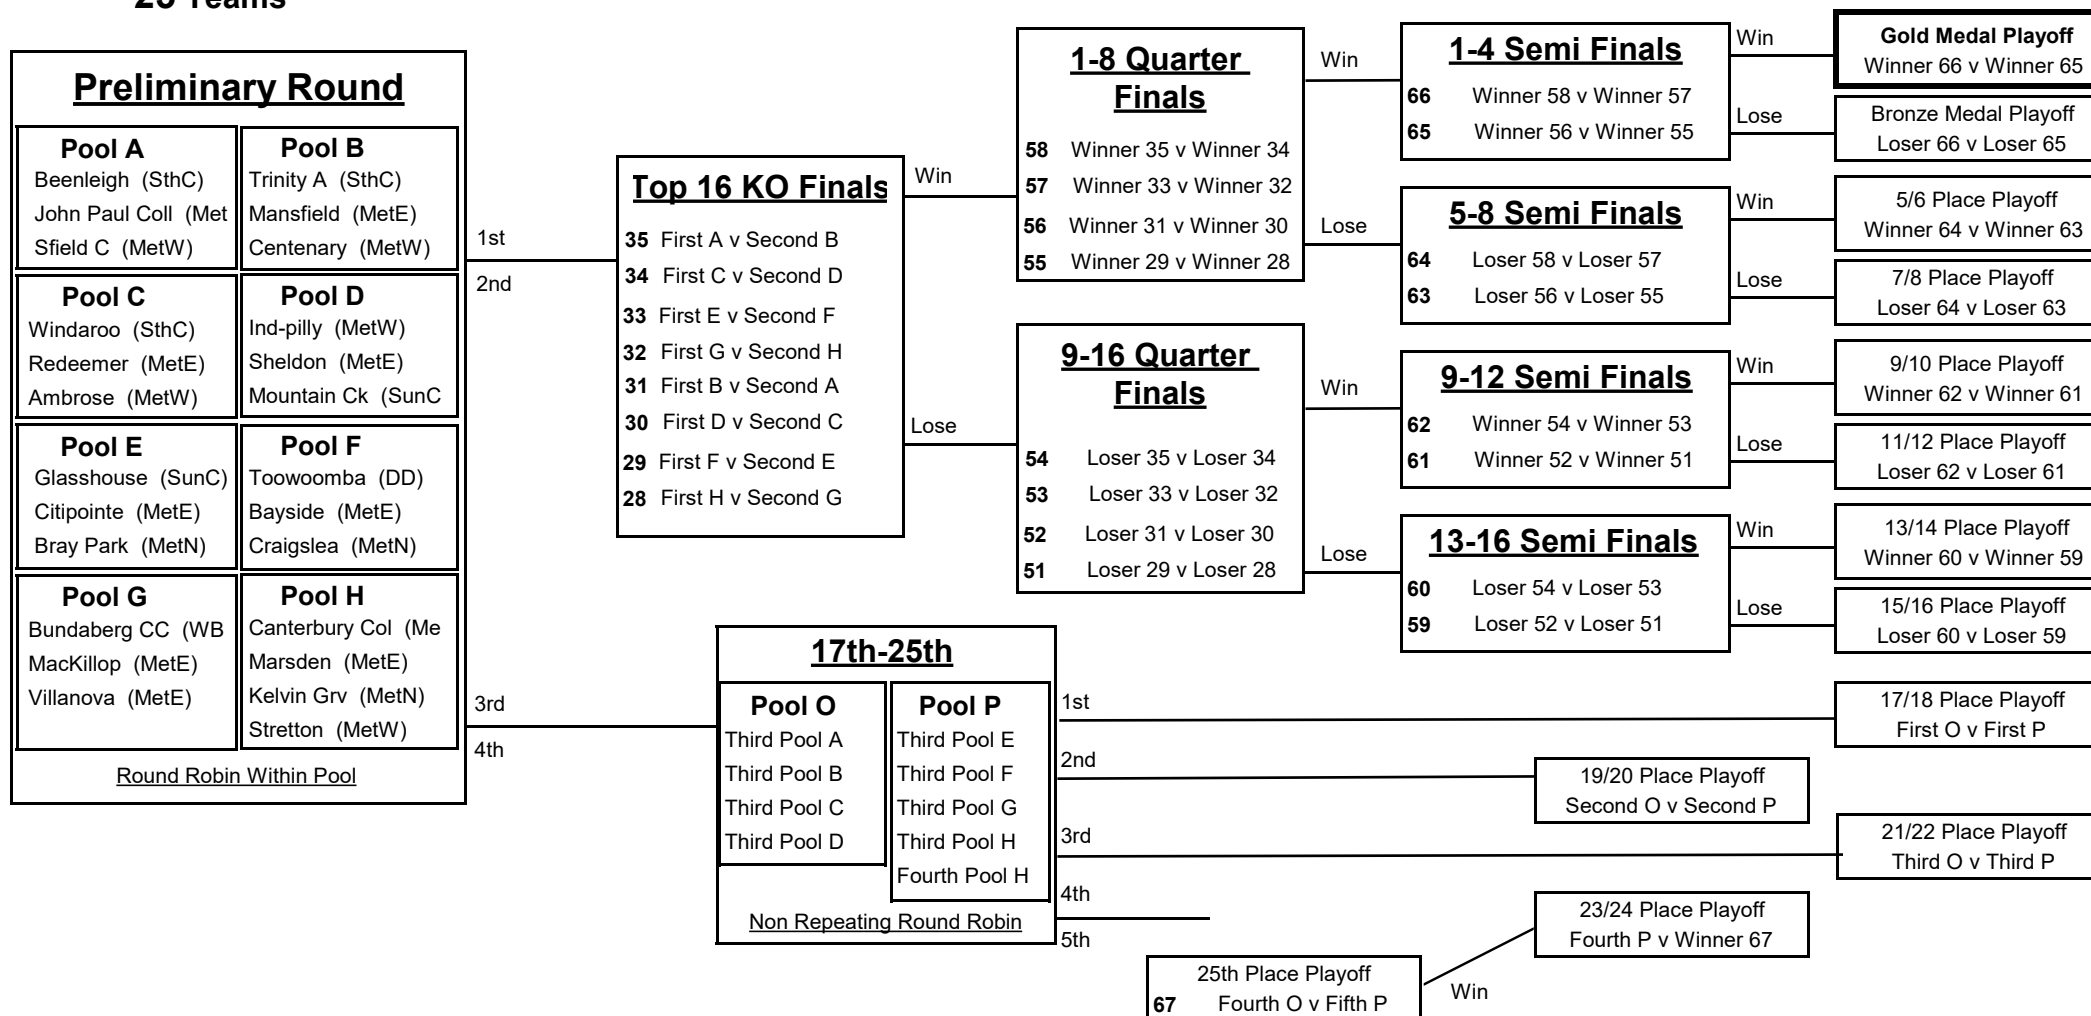 25 Teams
Preliminary Round
Pool A
Beenleigh (SthC)
John Paul Coll (Met
Sfield C (MetW)
Pool B
Trinity A (SthC)
Mansfield (MetE)
Centenary (MetW)
Pool C
Windaroo (SthC)
Redeemer (MetE)
Ambrose (MetW)
Pool D
Ind-pilly (MetW)
Sheldon (MetE)
Mountain Ck (SunC
Pool E
Glasshouse (SunC)
Citipointe (MetE)
Bray Park (MetN)
Pool F
Toowoomba (DD)
Bayside (MetE)
Craigslea (MetN)
Pool G
Bundaberg CC (WB
MacKillop (MetE)
Villanova (MetE)
Pool H
Canterbury Col (Me
Marsden (MetE)
Kelvin Grv (MetN)
Stretton (MetW)
Round Robin Within Pool
1st
2nd
3rd
4th
Top 16 KO Finals
35 First A v Second B
34 First C v Second D
33 First E v Second F
32 First G v Second H
31 First B v Second A
30 First D v Second C
29 First F v Second E
28 First H v Second G
Win
Lose
1-8 Quarter
Finals
58 Winner 35 v Winner 34
57 Winner 33 v Winner 32
56 Winner 31 v Winner 30
55 Winner 29 v Winner 28
Win
Lose
9-16 Quarter
Finals
54 Loser 35 v Loser 34
53 Loser 33 v Loser 32
52 Loser 31 v Loser 30
51 Loser 29 v Loser 28
Win
Lose
1-4 Semi Finals
66 Winner 58 v Winner 57
65 Winner 56 v Winner 55
Win
Lose
5-8 Semi Finals
64 Loser 58 v Loser 57
63 Loser 56 v Loser 55
Win
Lose
9-12 Semi Finals
62 Winner 54 v Winner 53
61 Winner 52 v Winner 51
Win
Lose
13-16 Semi Finals
60 Loser 54 v Loser 53
59 Loser 52 v Loser 51
Win
Lose
Gold Medal Playoff
Winner 66 v Winner 65
Bronze Medal Playoff
Loser 66 v Loser 65
5/6 Place Playoff
Winner 64 v Winner 63
7/8 Place Playoff
Loser 64 v Loser 63
9/10 Place Playoff
Winner 62 v Winner 61
11/12 Place Playoff
Loser 62 v Loser 61
13/14 Place Playoff
Winner 60 v Winner 59
15/16 Place Playoff
Loser 60 v Loser 59
17th-25th
Pool O
Third Pool A
Third Pool B
Third Pool C
Third Pool D
Pool P
Third Pool E
Third Pool F
Third Pool G
Third Pool H
Fourth Pool H
Non Repeating Round Robin
1st
2nd
3rd
4th
5th
17/18 Place Playoff
First O v First P
19/20 Place Playoff
Second O v Second P
21/22 Place Playoff
Third O v Third P
23/24 Place Playoff
Fourth P v Winner 67
25th Place Playoff
67 Fourth O v Fifth P
Win